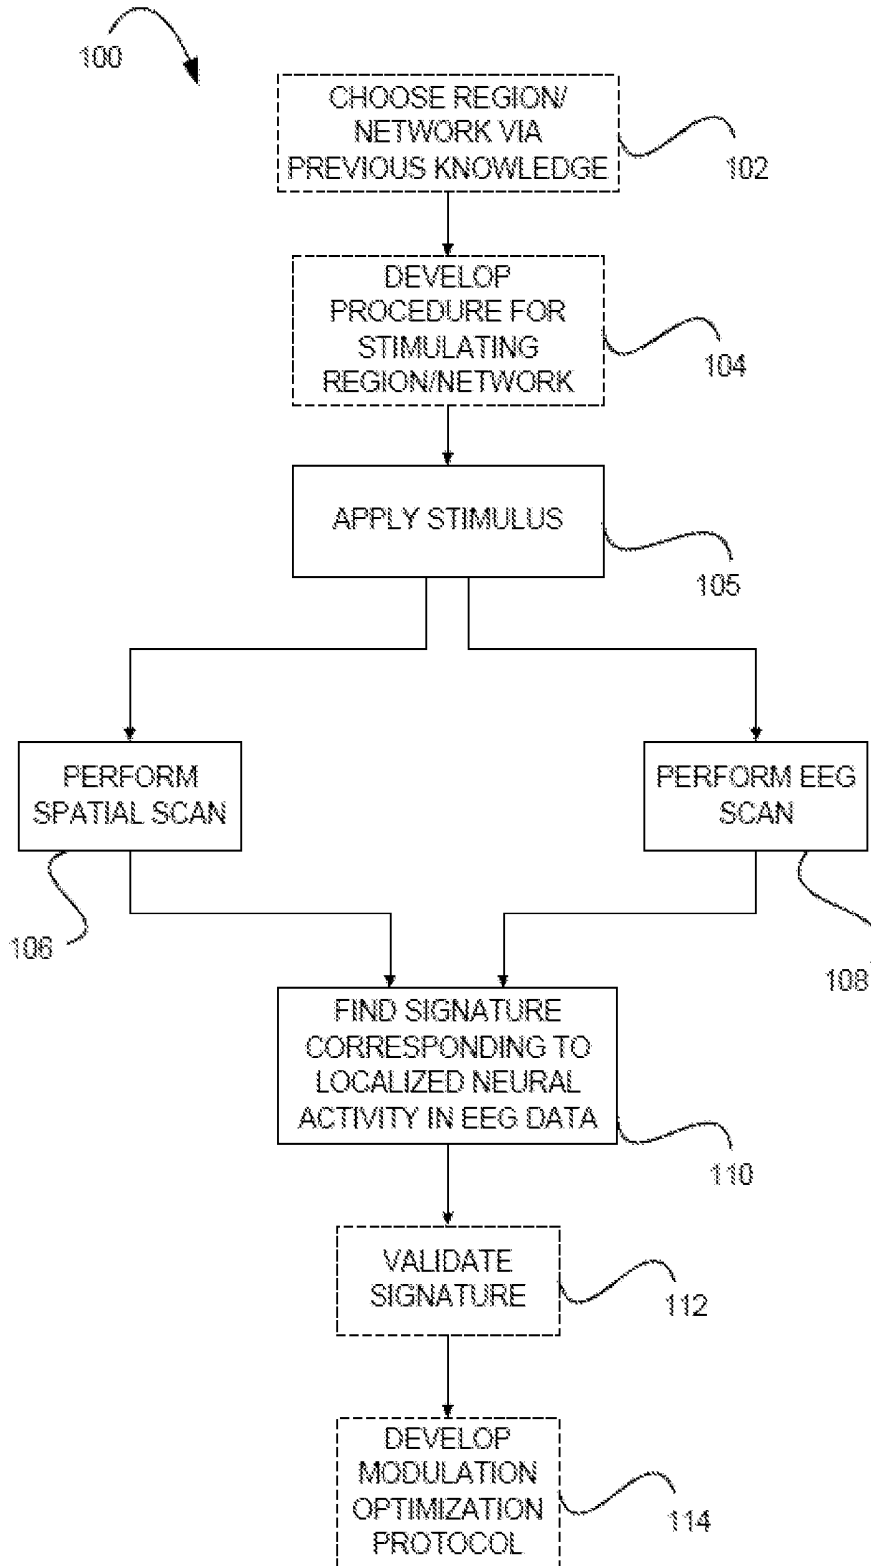 100
CHOOSE REGION/
NETWORK VIA
PREVIOUS KNOWLEDGE
102
DEVELOP
PROCEDURE FOR
STIMULATING
REGION/NETWORK
104
APPLY STIMULUS
105
PERFORM
SPATIAL SCAN
106
PERFORM EEG
SCAN
108
FIND SIGNATURE
CORRESPONDING TO
LOCALIZED NEURAL
ACTIVITY IN EEG DATA
110
VALIDATE
SIGNATURE
112
DEVELOP
MODULATION
OPTIMIZATION
PROTOCOL
114